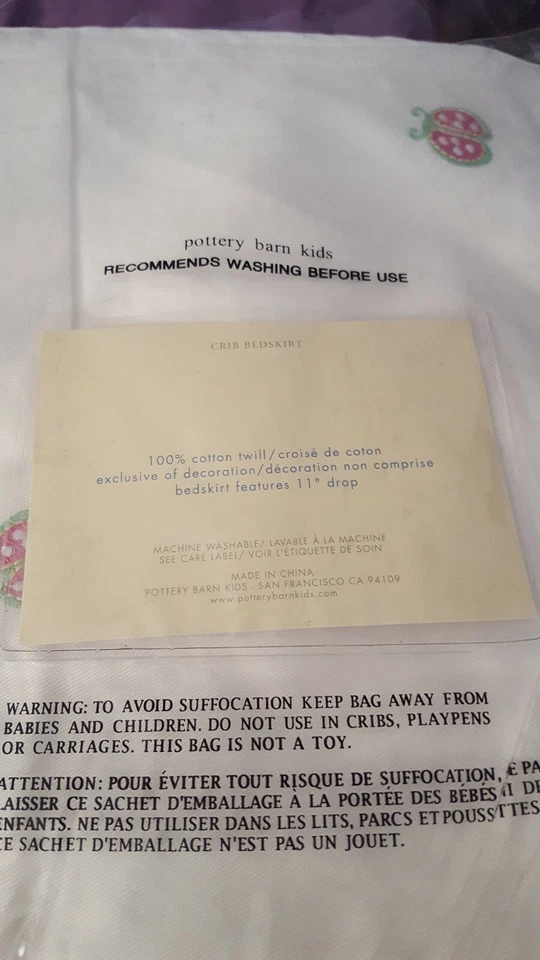 pottery barn kids
RECOMMENDS WASHING BEFORE USE
CRIB BEDSKIRT
100% cotton twill/croisé de coton
exclusive of decoration/décoration non comprise
bedskirt features 11" drop
MACHINE WASHABLE/ LAVABLE À LA MACHINE
SEE CARE LABEL/ VOIR L'ÉTIQUETTE DE SOIN
MADE IN CHINA
POTTERY BARN KIDS - SAN FRANCISCO CA 94109
www.potterybarnkids.com
WARNING: TO AVOID SUFFOCATION KEEP BAG AWAY FROM
BABIES AND CHILDREN. DO NOT USE IN CRIBS, PLAYPENS
OR CARRIAGES. THIS BAG IS NOT A TOY.
ATTENTION: POUR ÉVITER TOUT RISQUE DE SUFFOCATION, E PA
LAISSER CE SACHET D'EMBALLAGE À LA PORTÉE DES BÉBÉS DE
ENFANTS. NE PAS UTILISER DANS LES LITS, PARCS ET POUSSTTES
CE SACHET D'EMBALLAGE N'EST PAS UN JOUET.